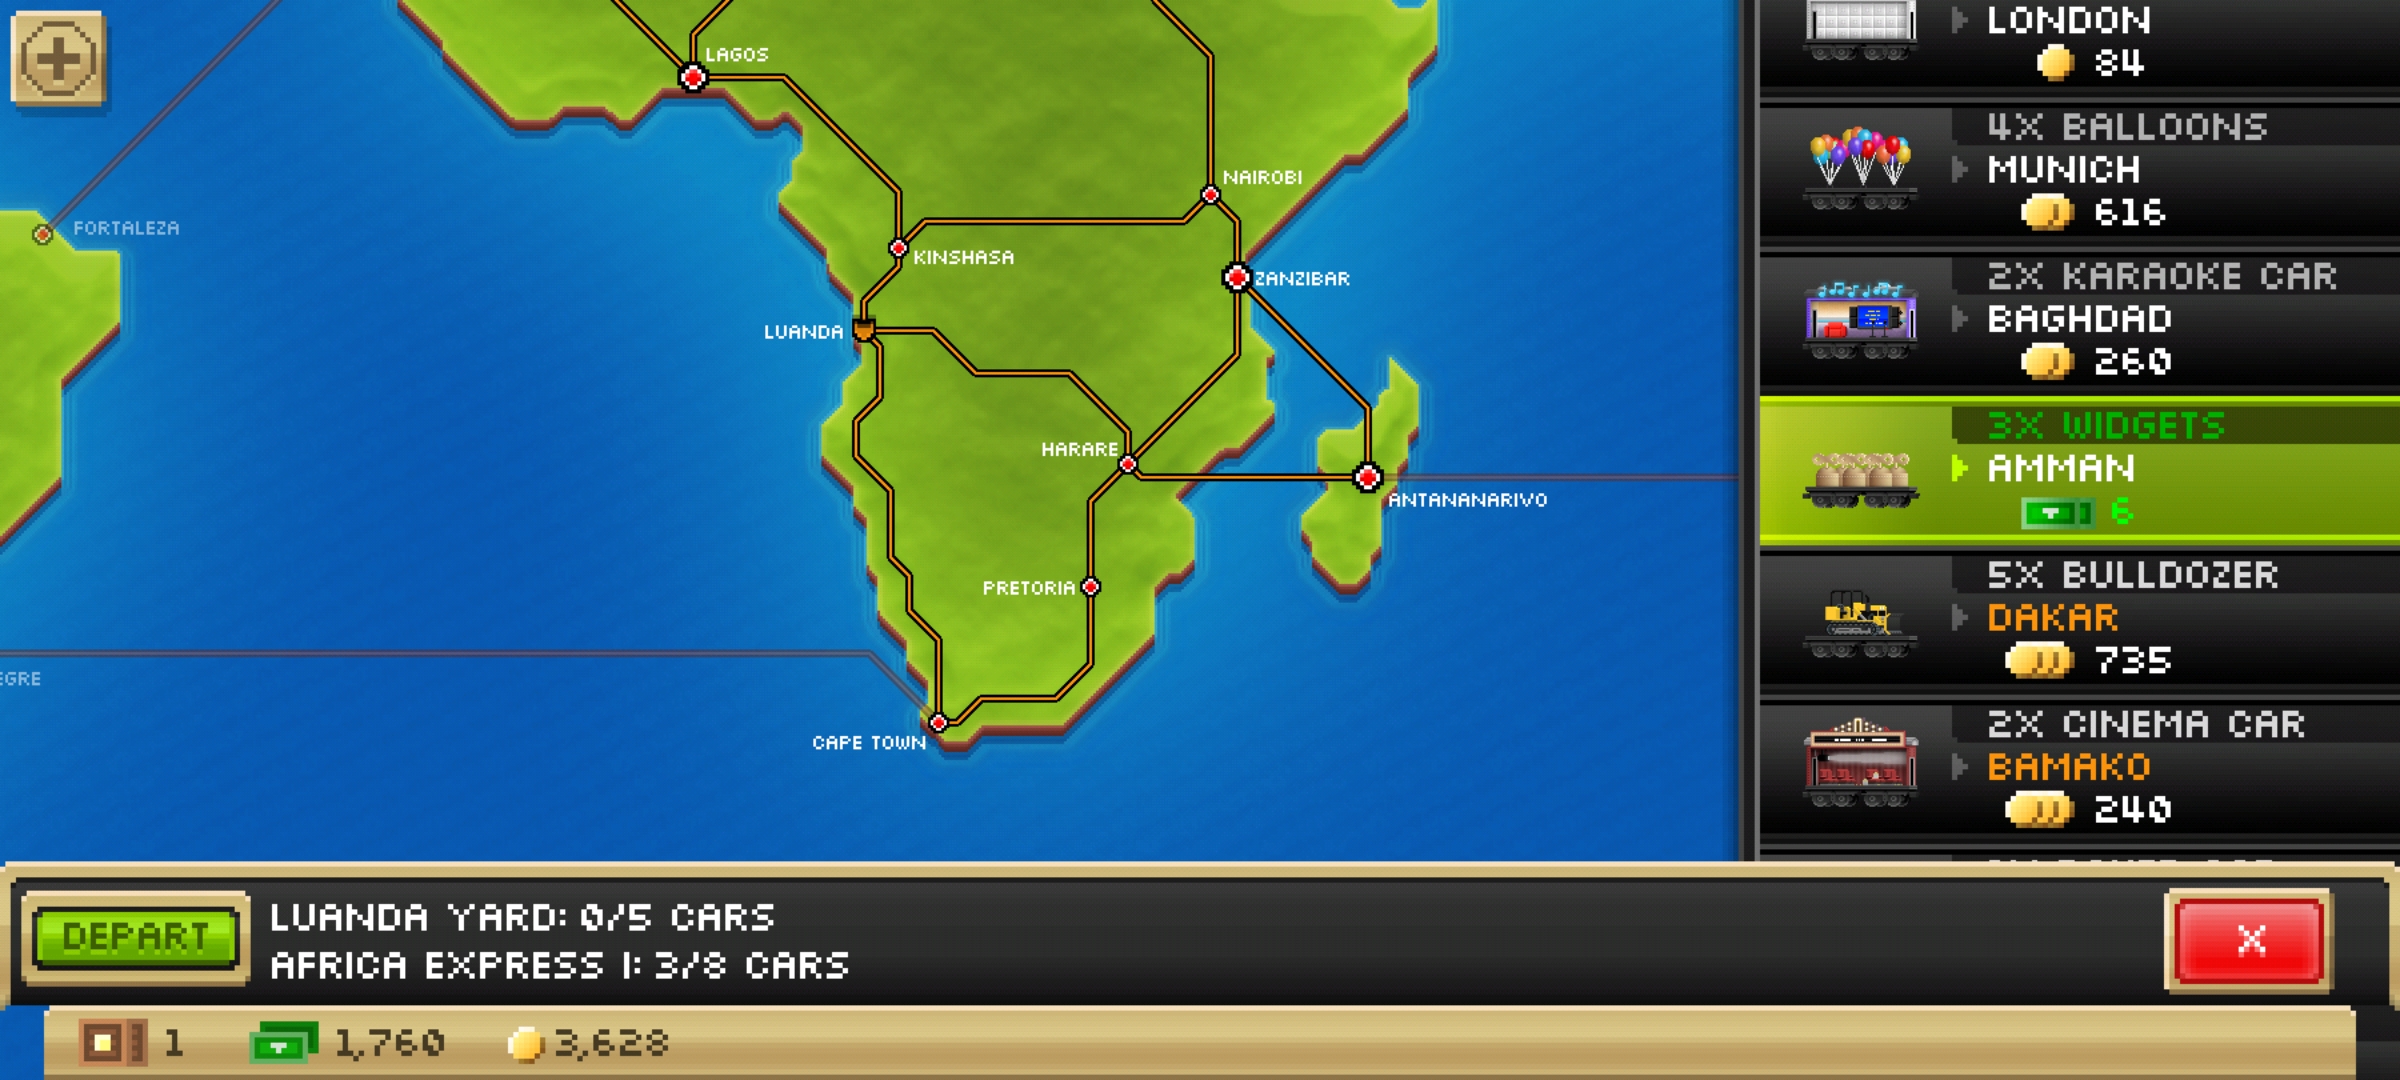 LAGOS
FORTALEZA
NAIROBI
KINSHASA
ZANZIBAR
LUANDA
HARARE
ANTANANARIVO
PRETORIA
CAPE TOWN
LONDON
84
4X BALLOONS
MUNICH
616
2X KARAOKE CAR
BAGHDAD
260
3X WIDGETS
AMMAN
6
5X BULLDOZER
DAKAR
735
2X CINEMA CAR
BAMAKO
240
DEPART
LUANDA YARD: 0/5 CARS
AFRICA EXPRESS I: 3/8 CARS
X
1
1,760
3,628